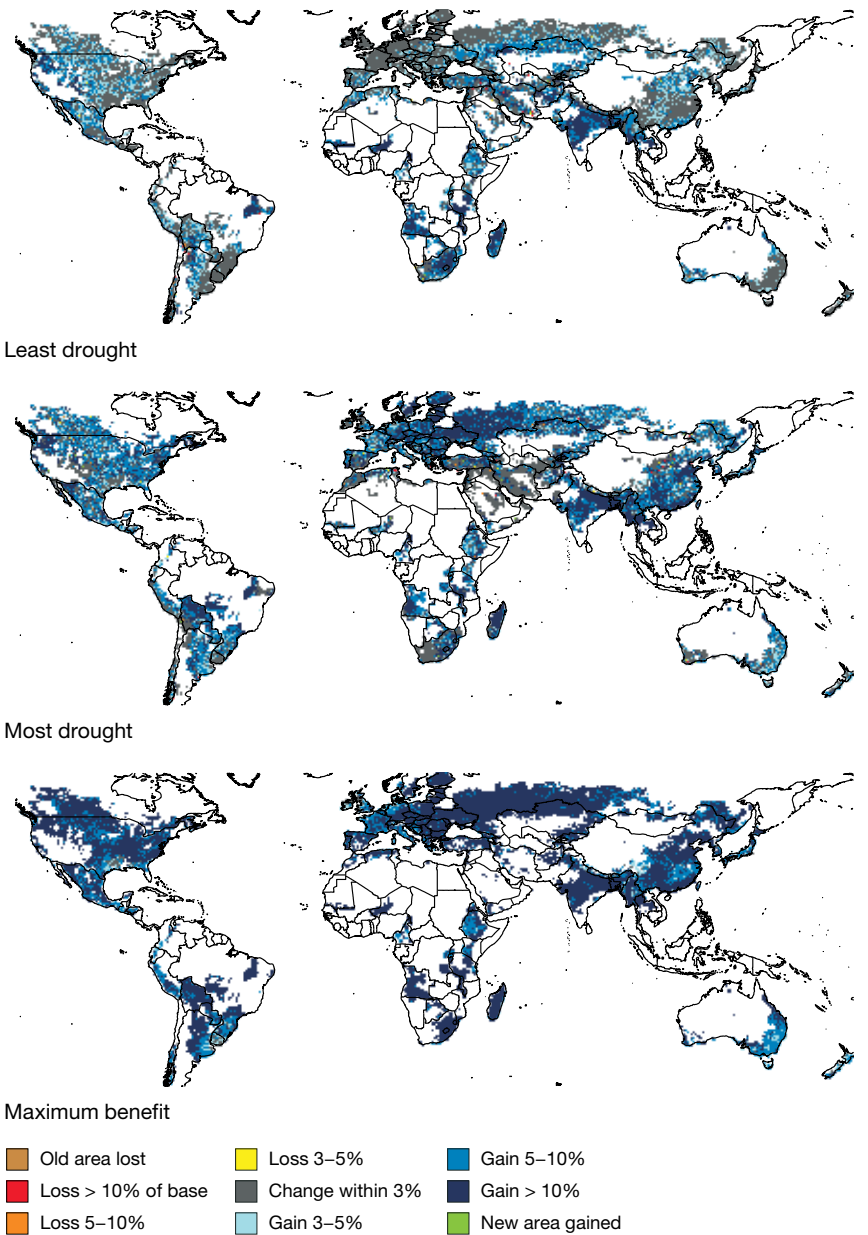 Least drought
Most drought
Maximum benefit
Old area lost
Loss 3–5%
Gain 5–10%
Loss > 10% of base
Change within 3%
Gain > 10%
Loss 5–10%
Gain 3–5%
New area gained